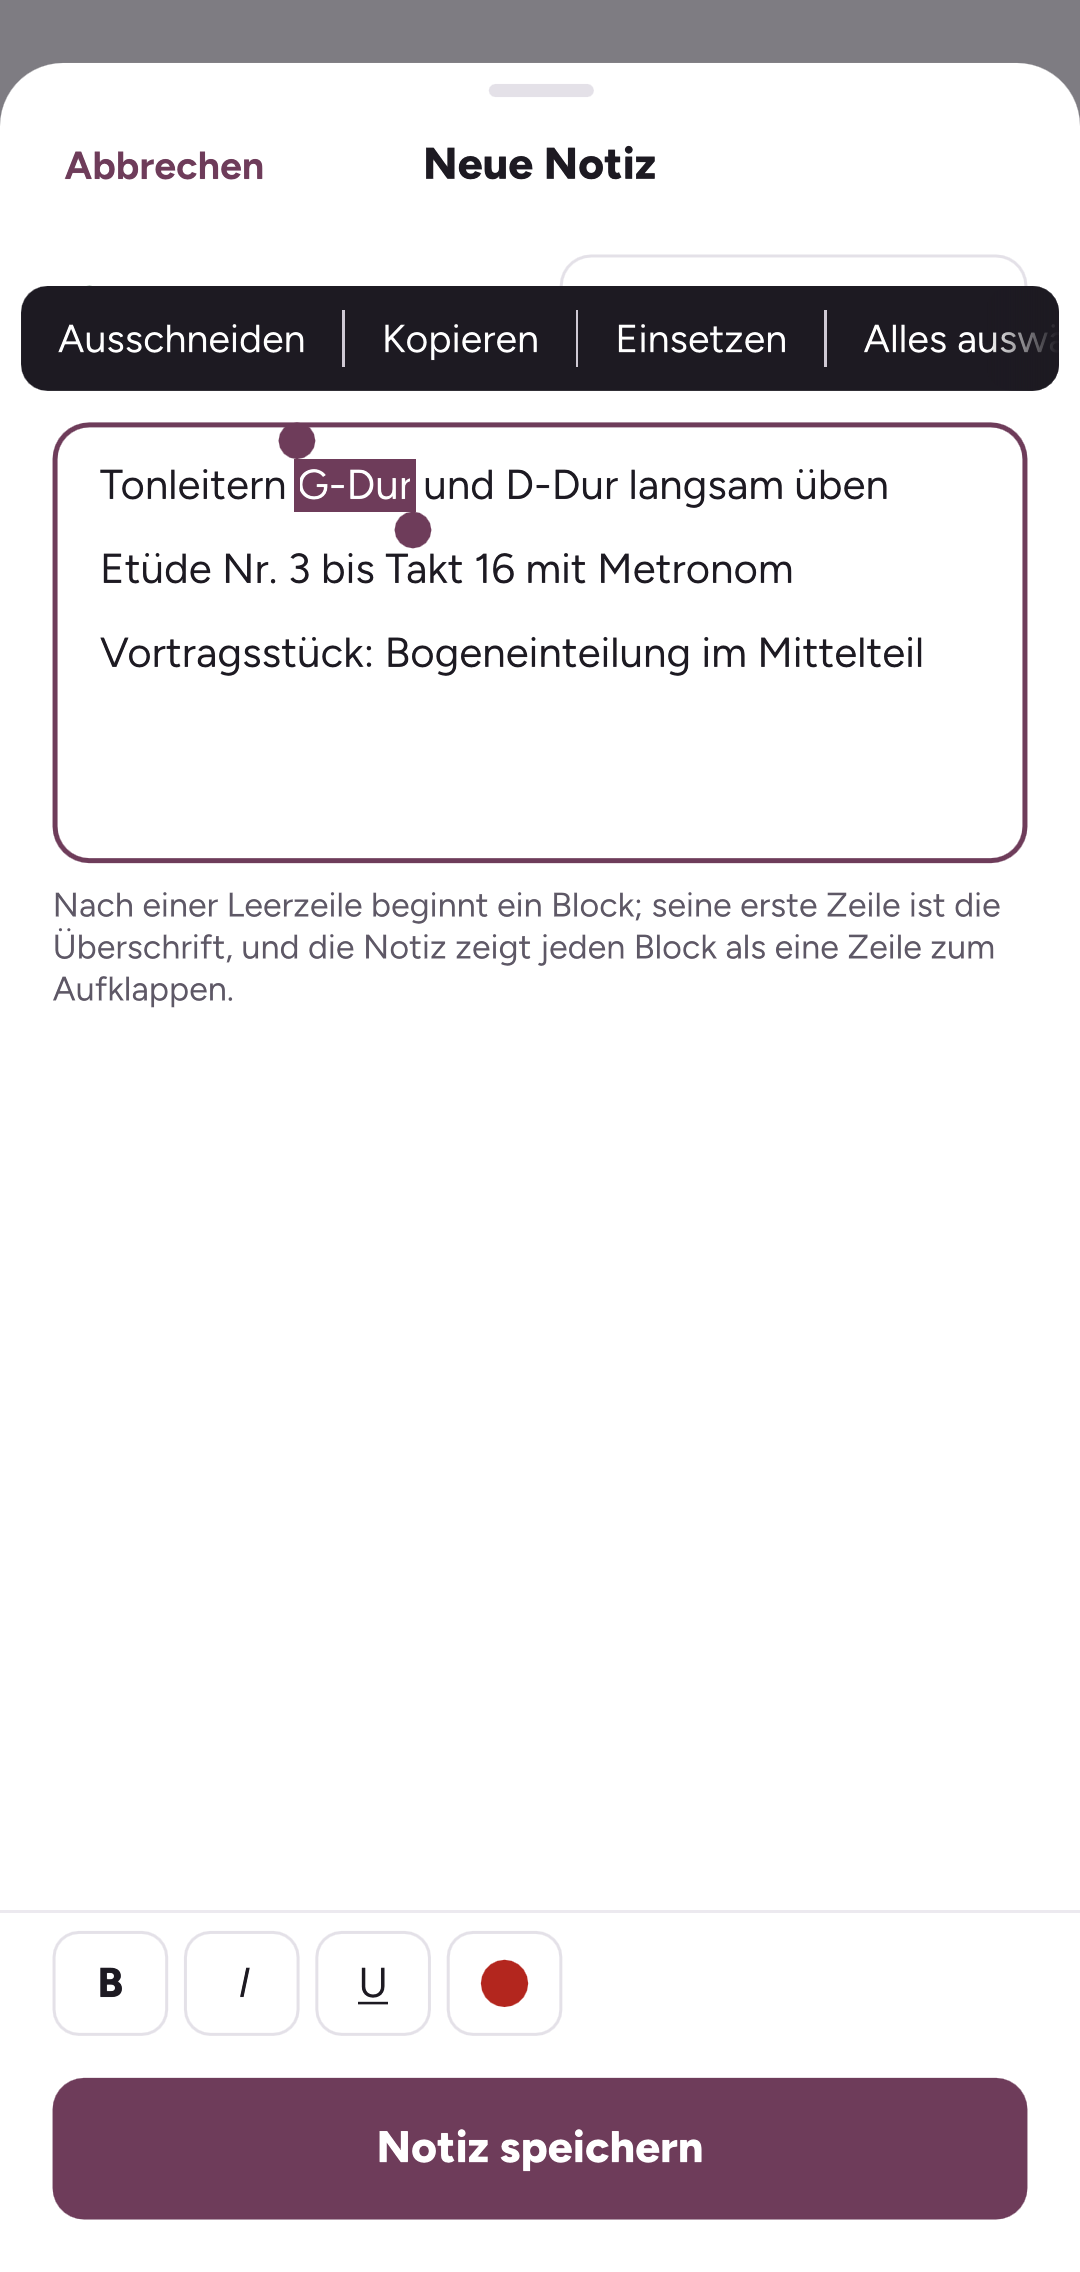 Abbrechen
Neue Notiz
Ausschneiden
Kopieren
Einsetzen
Alles
Tonleitern G-Dur und D-Dur langsam üben
Etüde Nr. 3 bis Takt 16 mit Metronom
Vortragsstück: Bogeneinteilung im Mittelteil
Nach einer Leerzeile beginnt ein Block; seine erste Zeile ist die
Überschrift, und die Notiz zeigt jeden Block als eine Zeile zum
Aufklappen.
B
I
U
Notiz speichern